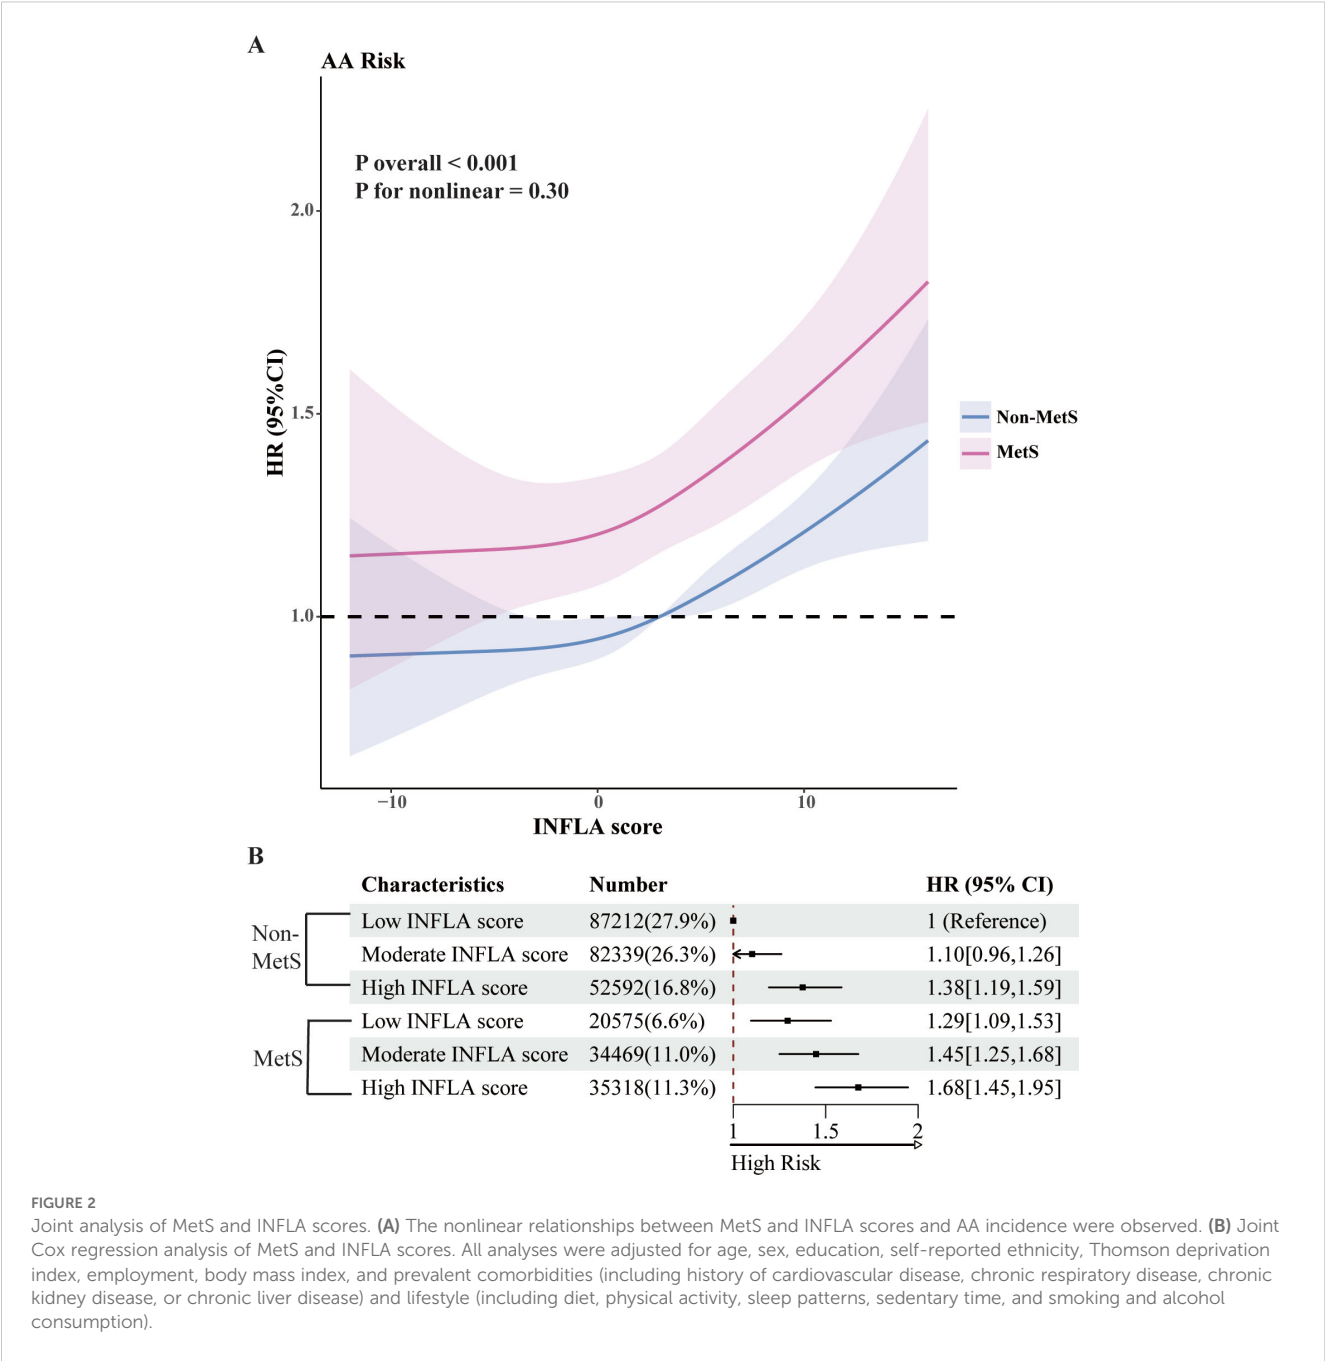 A
AA Risk
P overall < 0.001
P for nonlinear = 0.30
2.0
1.5
1.0
HR (95%CI)
Non-MetS
MetS
−10
0
10
INFLA score
B
Characteristics Number HR (95% CI)
Non-
MetS
Low INFLA score 87212(27.9%) 1 (Reference)
Moderate INFLA score 82339(26.3%) 1.10[0.96,1.26]
High INFLA score 52592(16.8%) 1.38[1.19,1.59]
MetS
Low INFLA score 20575(6.6%) 1.29[1.09,1.53]
Moderate INFLA score 34469(11.0%) 1.45[1.25,1.68]
High INFLA score 35318(11.3%) 1.68[1.45,1.95]
1 1.5 2
High Risk
FIGURE 2
Joint analysis of MetS and INFLA scores. (A) The nonlinear relationships between MetS and INFLA scores and AA incidence were observed. (B) Joint
Cox regression analysis of MetS and INFLA scores. All analyses were adjusted for age, sex, education, self-reported ethnicity, Thomson deprivation
index, employment, body mass index, and prevalent comorbidities (including history of cardiovascular disease, chronic respiratory disease, chronic
kidney disease, or chronic liver disease) and lifestyle (including diet, physical activity, sleep patterns, sedentary time, and smoking and alcohol
consumption).